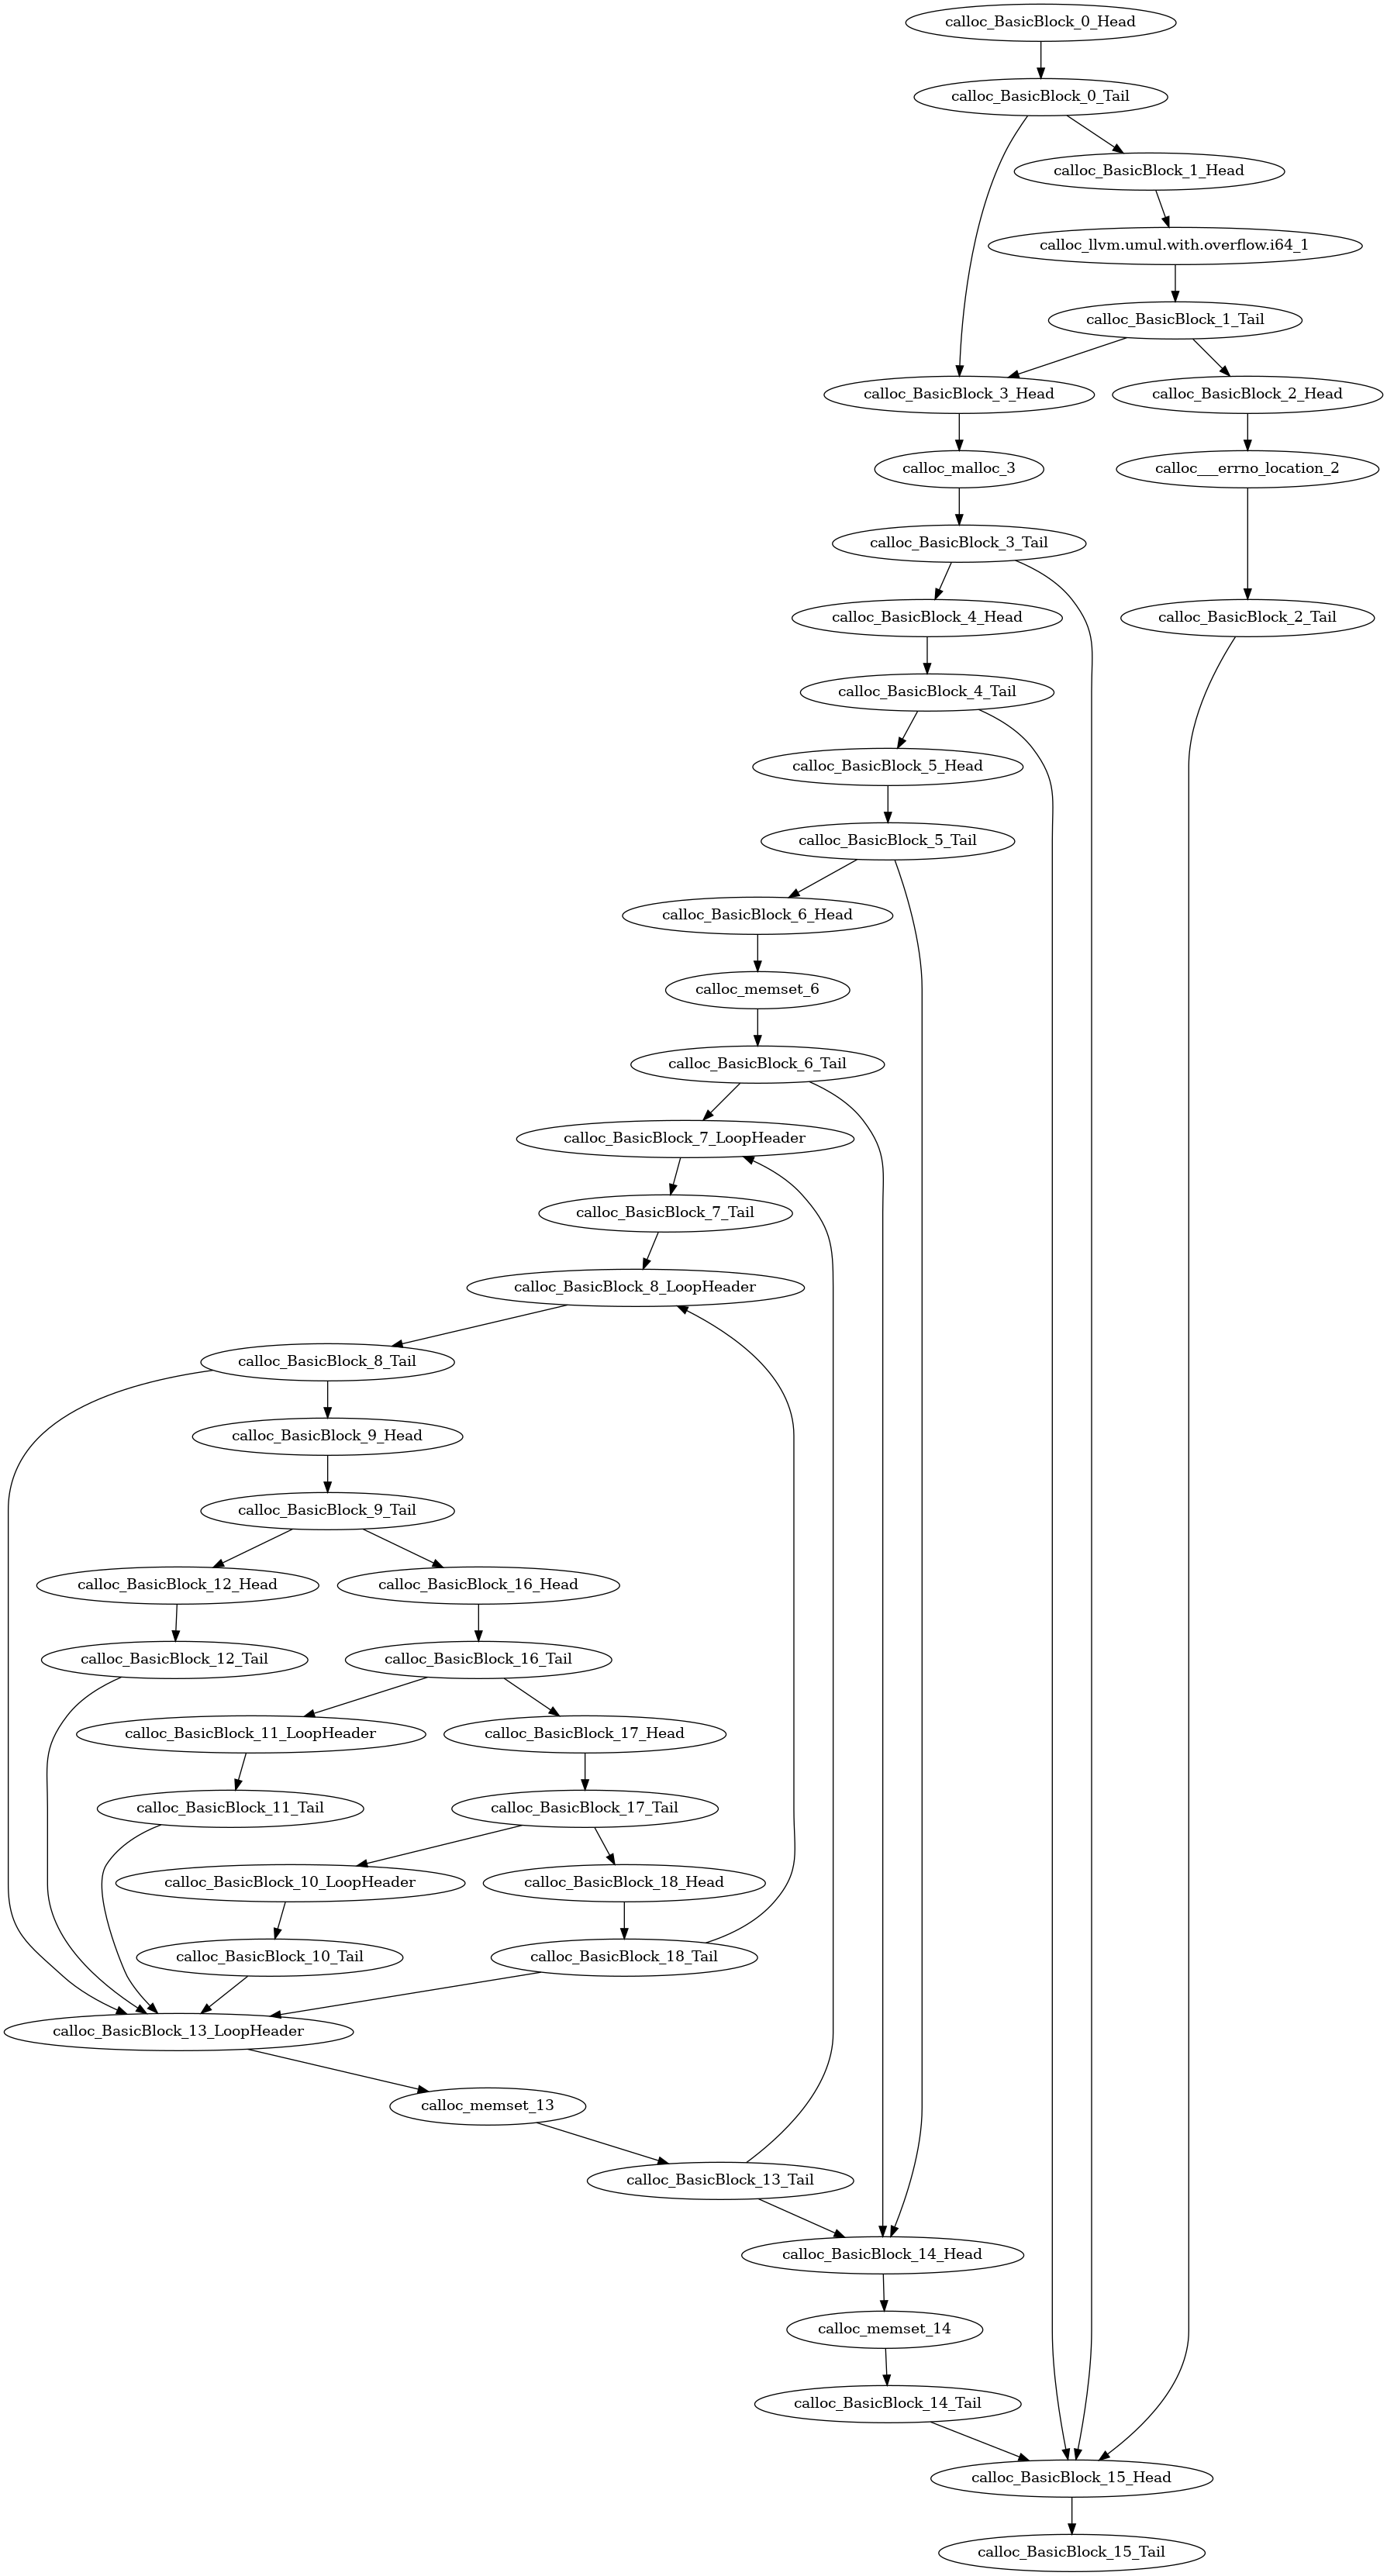 calloc_BasicBlock_0_Head
calloc_BasicBlock_0_Tail
calloc_BasicBlock_1_Head
calloc_llvm.umul.with.overflow.i64_1
calloc_BasicBlock_1_Tail
calloc_BasicBlock_3_Head
calloc_BasicBlock_2_Head
calloc_malloc_3
calloc___errno_location_2
calloc_BasicBlock_3_Tail
calloc_BasicBlock_4_Head
calloc_BasicBlock_2_Tail
calloc_BasicBlock_4_Tail
calloc_BasicBlock_5_Head
calloc_BasicBlock_5_Tail
calloc_BasicBlock_6_Head
calloc_memset_6
calloc_BasicBlock_6_Tail
calloc_BasicBlock_7_LoopHeader
calloc_BasicBlock_7_Tail
calloc_BasicBlock_8_LoopHeader
calloc_BasicBlock_8_Tail
calloc_BasicBlock_9_Head
calloc_BasicBlock_9_Tail
calloc_BasicBlock_12_Head
calloc_BasicBlock_16_Head
calloc_BasicBlock_12_Tail
calloc_BasicBlock_16_Tail
calloc_BasicBlock_11_LoopHeader
calloc_BasicBlock_17_Head
calloc_BasicBlock_11_Tail
calloc_BasicBlock_17_Tail
calloc_BasicBlock_10_LoopHeader
calloc_BasicBlock_18_Head
calloc_BasicBlock_10_Tail
calloc_BasicBlock_18_Tail
calloc_BasicBlock_13_LoopHeader
calloc_memset_13
calloc_BasicBlock_13_Tail
calloc_BasicBlock_14_Head
calloc_memset_14
calloc_BasicBlock_14_Tail
calloc_BasicBlock_15_Head
calloc_BasicBlock_15_Tail